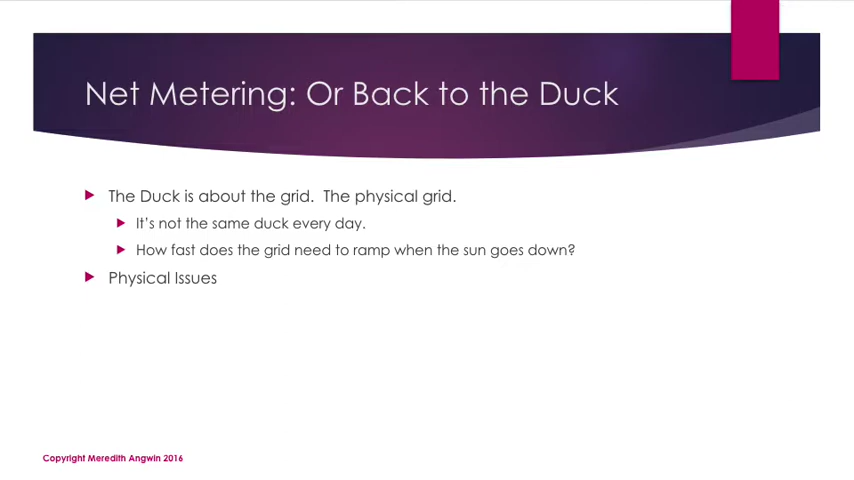 Net Metering: Or Back to the Duck
The Duck is about the grid.  The physical grid.
It's not the same duck every day.
How fast does the grid need to ramp when the sun goes down?
Physical Issues
Copyright Meredith Angwin 2016